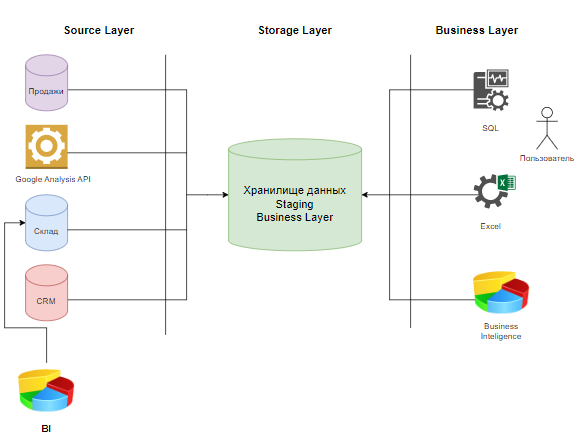 Source Layer
Storage Layer
Business Layer
Продажи
Google Analysis API
Склад
CRM
BI
Хранилище данных
Staging
Business Layer
SQL
Пользователь
Excel
Business
Inteligence